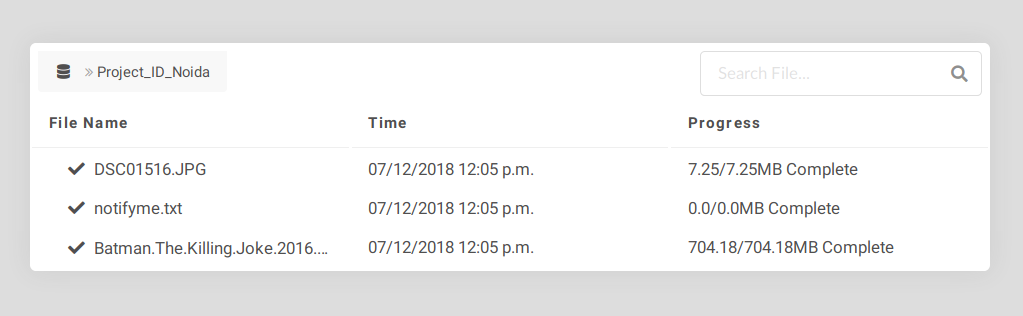 » Project_ID_Noida
Search File...
File Name Time Progress
DSC01516.JPG 07/12/2018 12:05 p.m. 7.25/7.25MB Complete
notifyme.txt 07/12/2018 12:05 p.m. 0.0/0.0MB Complete
Batman.The.Killing.Joke.2016.... 07/12/2018 12:05 p.m. 704.18/704.18MB Complete